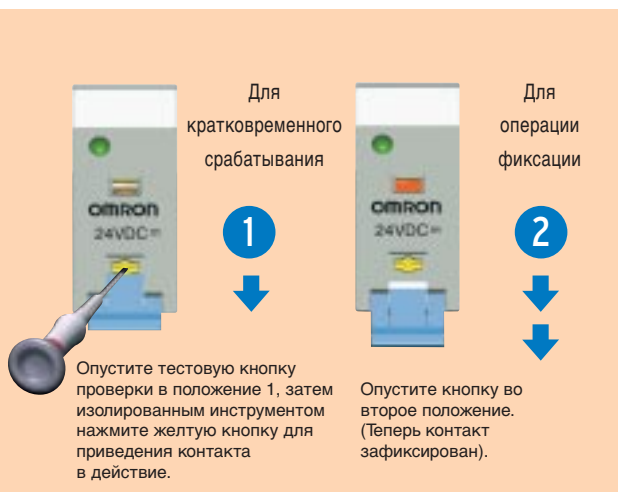 Для
кратковременного
срабатывания
OMRON
24VDC=
1
Опустите тестовую кнопку
проверки в положение 1, затем
изолированным инструментом
нажмите желтую кнопку для
приведения контакта
в действие.
Для
операции
фиксации
OMRON
24VDC=
2
Опустите кнопку во
второе положение.
(Теперь контакт
зафиксирован).